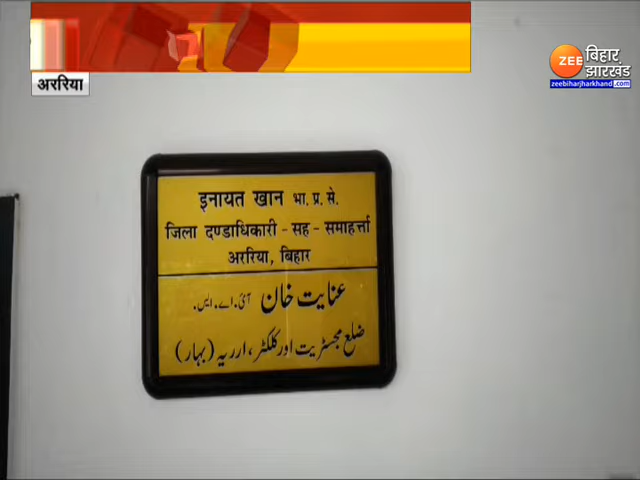 ZEE
बिहार
झारखंड
zeebiharjharkhand.com
अररिया
इनायत खान भा. प्र. से.
जिला दण्डाधिकारी - सह - समाहर्त्ता
अररिया, बिहार
عنایت خان آئ۔اے۔ایس۔
ضلع مجسٹریٹ اور کلکٹر، ارریہ (بہار)